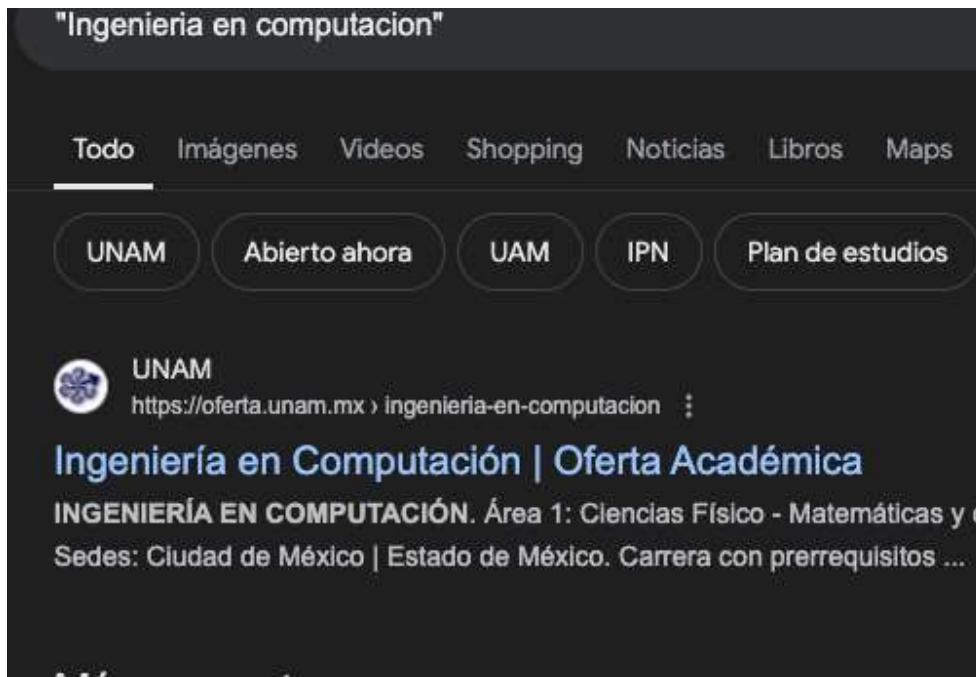 "Ingenieria en computacion"
Todo Imágenes Videos Shopping Noticias Libros Maps
UNAM Abierto ahora UAM IPN Plan de estudios
UNAM
https://oferta.unam.mx › ingenieria-en-computacion
Ingeniería en Computación | Oferta Académica
INGENIERÍA EN COMPUTACIÓN. Área 1: Ciencias Físico - Matemáticas y
Sedes: Ciudad de México | Estado de México. Carrera con prerrequisitos ...